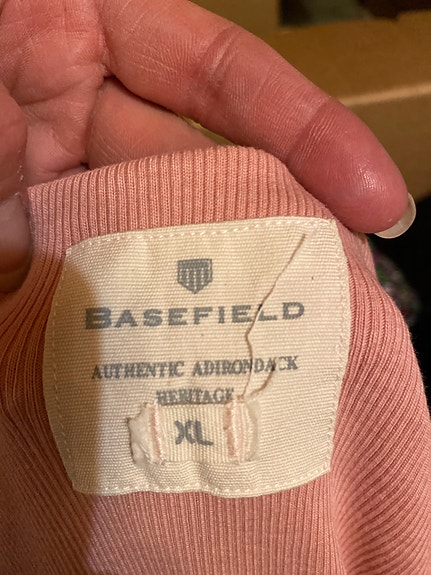 BASEFIELD
AUTHENTIC ADIRONDACK
HERITAGE
XL